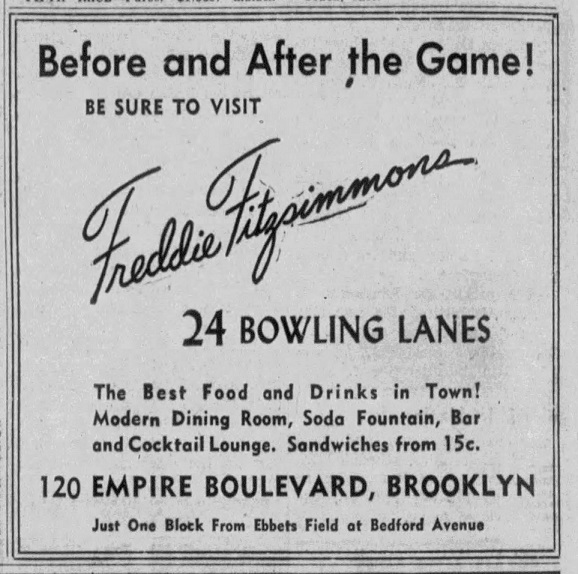 Before and After the Game!
BE SURE TO VISIT
Freddie Fitzsimmons
24 BOWLING LANES
The Best Food and Drinks in Town!
Modern Dining Room, Soda Fountain, Bar
and Cocktail Lounge. Sandwiches from 15c.
120 EMPIRE BOULEVARD, BROOKLYN
Just One Block From Ebbets Field at Bedford Avenue